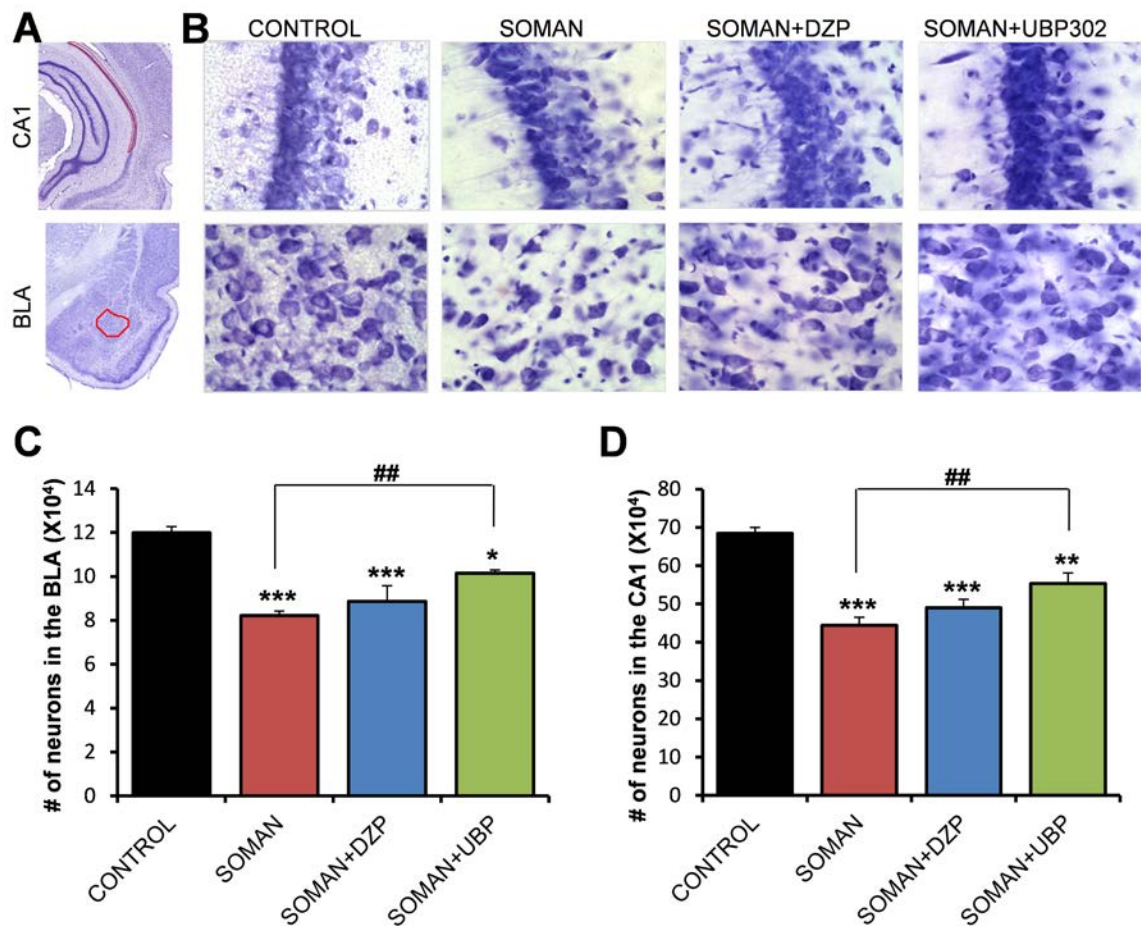 A
B
CONTROL
SOMAN
SOMAN+DZP
SOMAN+UBP302
CA1
BLA
C
##
# of neurons in the BLA (X10⁴)
14
12
10
8
6
4
2
0
***
***
*
CONTROL
SOMAN
SOMAN+DZP
SOMAN+UBP
D
##
# of neurons in the CA1 (X10⁴)
80
70
60
50
40
30
20
10
0
***
***
**
CONTROL
SOMAN
SOMAN+DZP
SOMAN+UBP